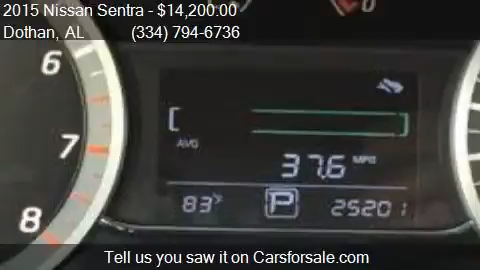 2015 Nissan Sentra - $14,200.00
Dothan, AL (334) 794-6736
6
7
8
AVG
37.6 MPG
83°F P 25201
Tell us you saw it on Carsforsale.com